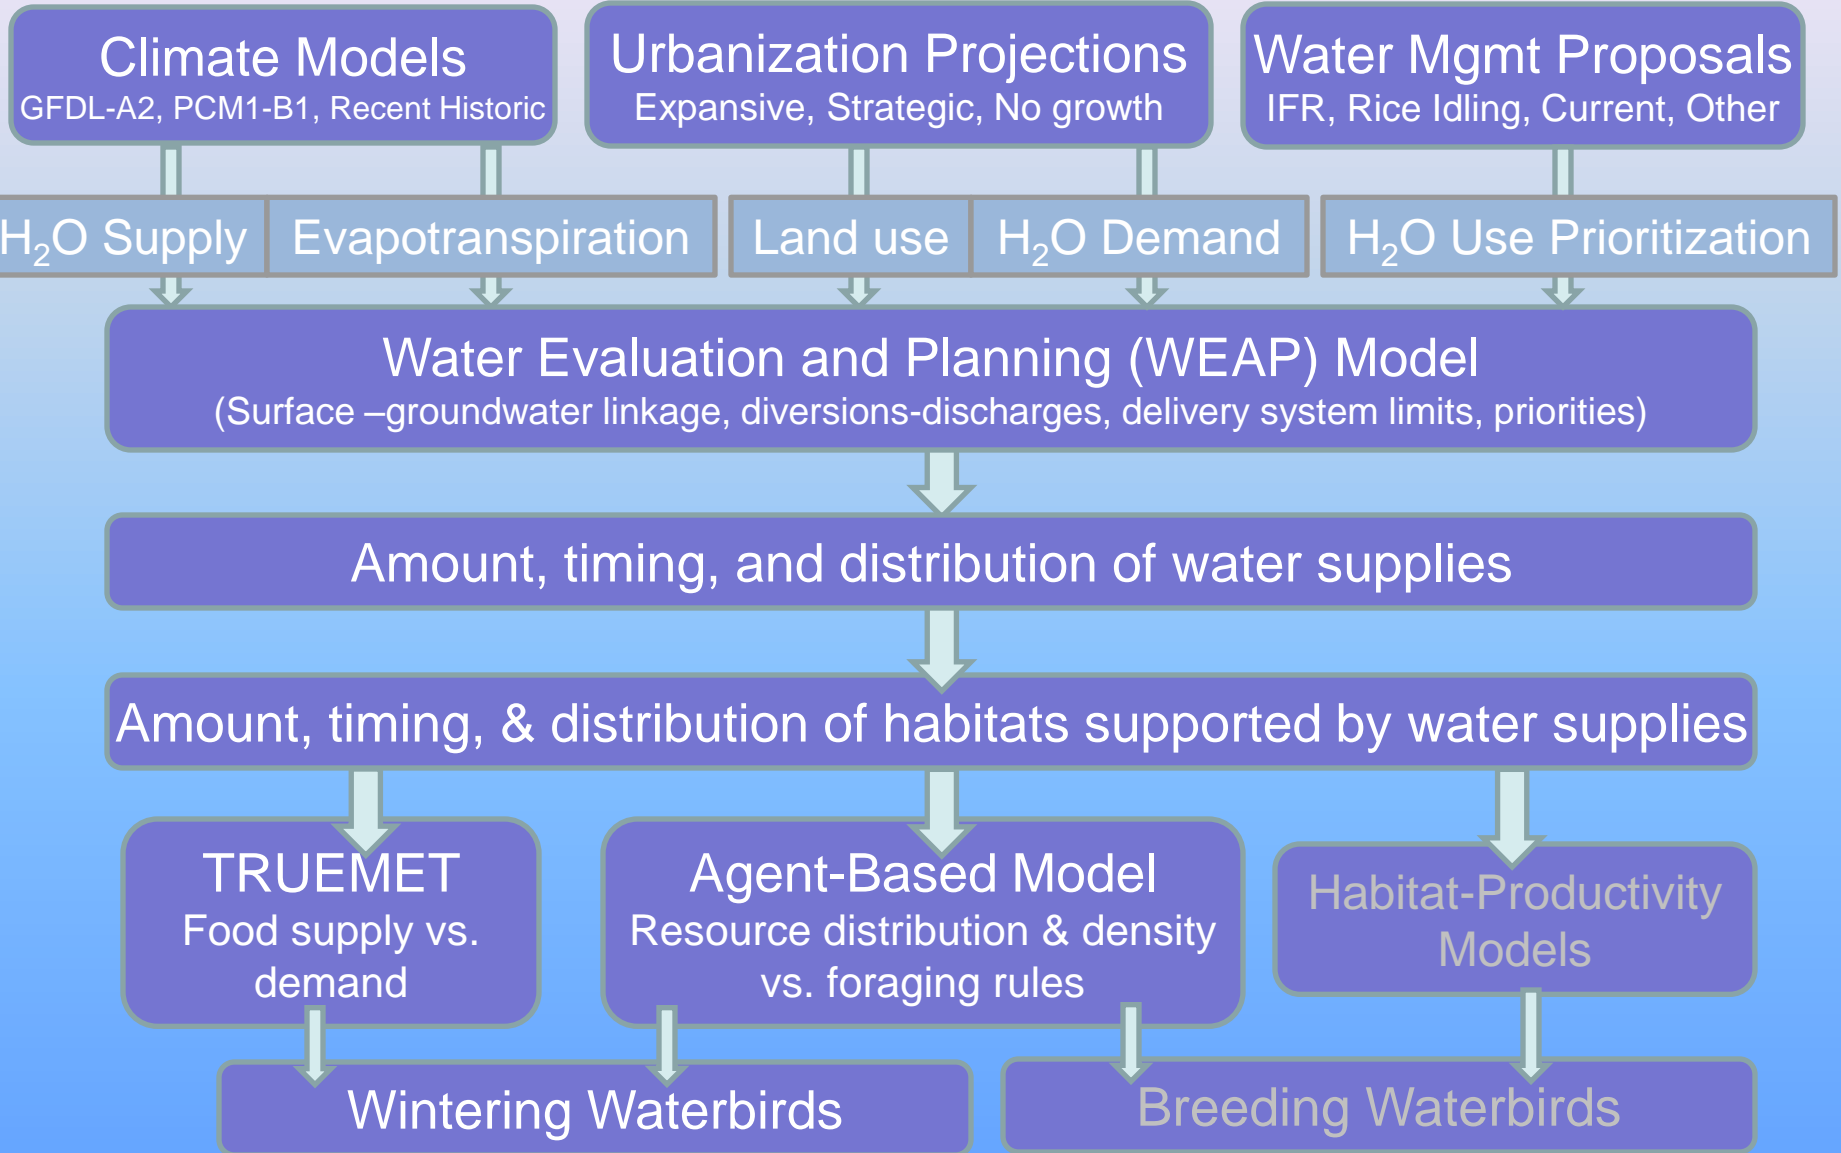 Climate Models
GFDL-A2, PCM1-B1, Recent Historic
Urbanization Projections
Expansive, Strategic, No growth
Water Mgmt Proposals
IFR, Rice Idling, Current, Other
H₂O Supply
Evapotranspiration
Land use
H₂O Demand
H₂O Use Prioritization
Water Evaluation and Planning (WEAP) Model
(Surface –groundwater linkage, diversions-discharges, delivery system limits, priorities)
Amount, timing, and distribution of water supplies
Amount, timing, & distribution of habitats supported by water supplies
TRUEMET
Food supply vs.
demand
Agent-Based Model
Resource distribution & density
vs. foraging rules
Habitat-Productivity
Models
Wintering Waterbirds
Breeding Waterbirds